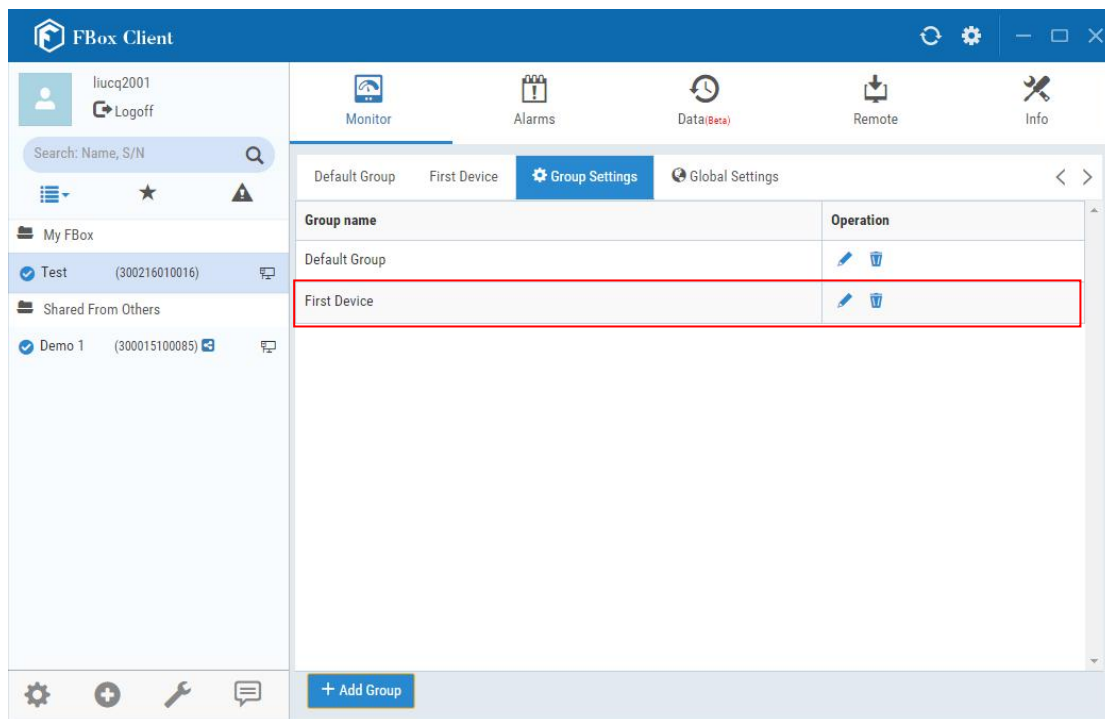 FBox Client
liucq2001
Logoff
Search: Name, S/N
My FBox
Test (300216010016)
Shared From Others
Demo 1 (300015100085)
Monitor Alarms Data(Beta) Remote Info
Default Group First Device Group Settings Global Settings
Group name Operation
Default Group
First Device
+ Add Group